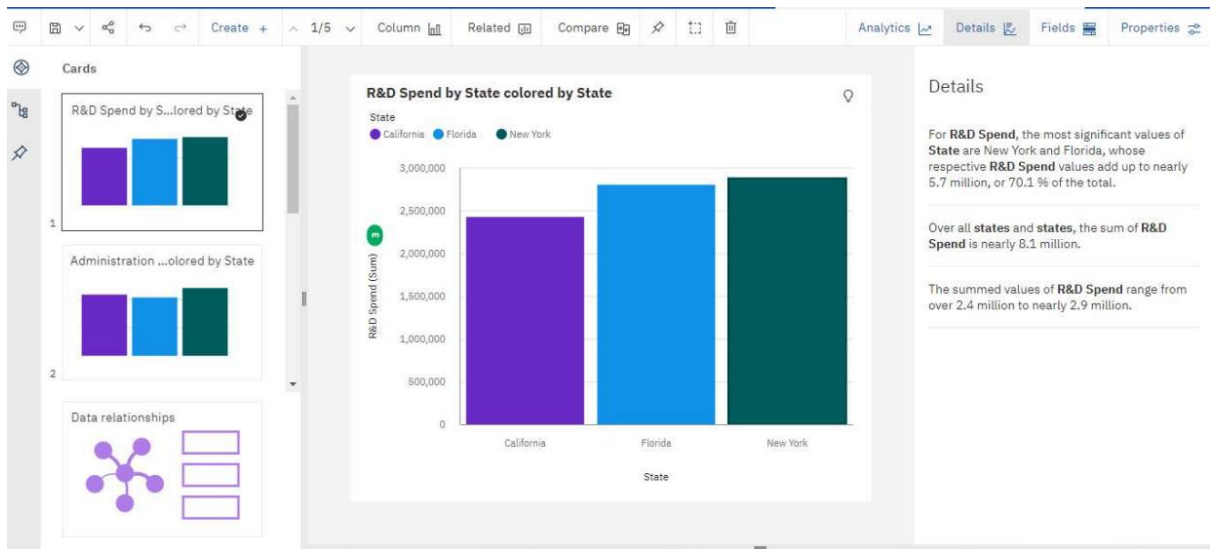 Create +
1/5
Column
Related
Compare
Analytics
Details
Fields
Properties
Cards
R&D Spend by S...lored by State
1
Administration ...olored by State
2
Data relationships
R&D Spend by State colored by State
State
California Florida New York
3,000,000
2,500,000
2,000,000
1,500,000
1,000,000
500,000
0
R&D Spend (Sum)
California Florida New York
State
Details
For R&D Spend, the most significant values of
State are New York and Florida, whose
respective R&D Spend values add up to nearly
5.7 million, or 70.1 % of the total.
Over all states and states, the sum of R&D
Spend is nearly 8.1 million.
The summed values of R&D Spend range from
over 2.4 million to nearly 2.9 million.